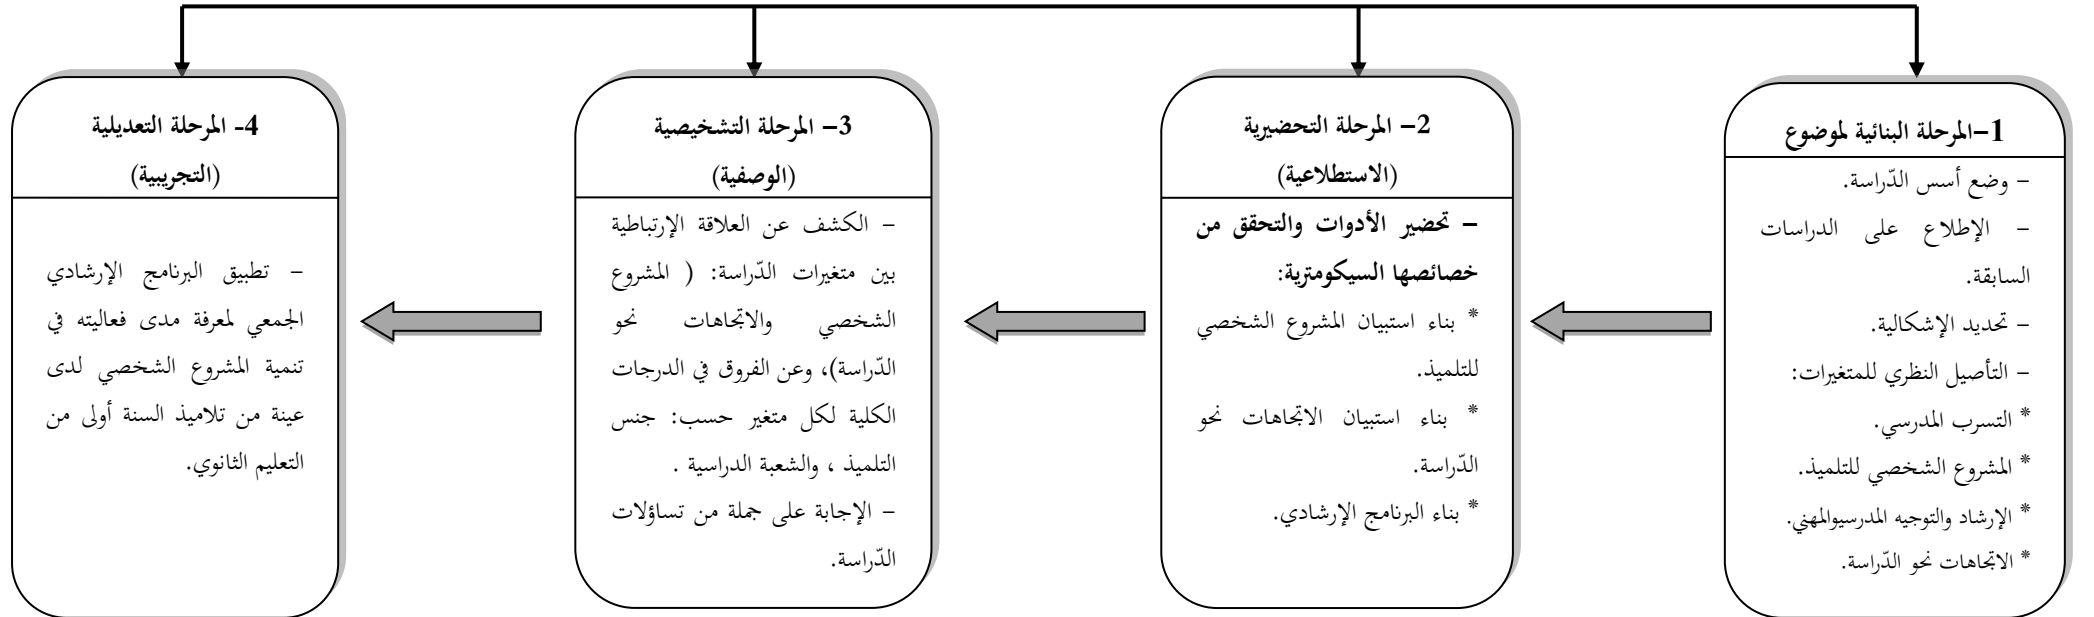 1–المرحلة البنائية لموضوع
– وضع أسس الدّراسة.
– الإطلاع على الدراسات
السابقة.
– تحديد الإشكالية.
– التأصيل النظري للمتغيرات:
* التسرب المدرسي.
* المشروع الشخصي للتلميذ.
* الإرشاد والتوجيه المدرسيوالمهني.
* الاتجاهات نحو الدّراسة.
2– المرحلة التحضيرية
(الاستطلاعية)
– تحضير الأدوات والتحقق من
خصائصها السيكومترية:
* بناء استبيان المشروع الشخصي
للتلميذ.
* بناء استبيان الاتجاهات نحو
الدّراسة.
* بناء البرنامج الإرشادي.
3– المرحلة التشخيصية
(الوصفية)
– الكشف عن العلاقة الإرتباطية
بين متغيرات الدّراسة: ( المشروع
الشخصي والاتجاهات نحو
الدّراسة)، وعن الفروق في الدرجات
الكلية لكل متغير حسب: جنس
التلميذ ، والشعبة الدراسية .
– الإجابة على جملة من تساؤلات
الدّراسة.
4- المرحلة التعديلية
(التجريبية)
– تطبيق البرنامج الإرشادي
الجمعي لمعرفة مدى فعاليته في
تنمية المشروع الشخصي لدى
عينة من تلاميذ السنة أولى من
التعليم الثانوي.